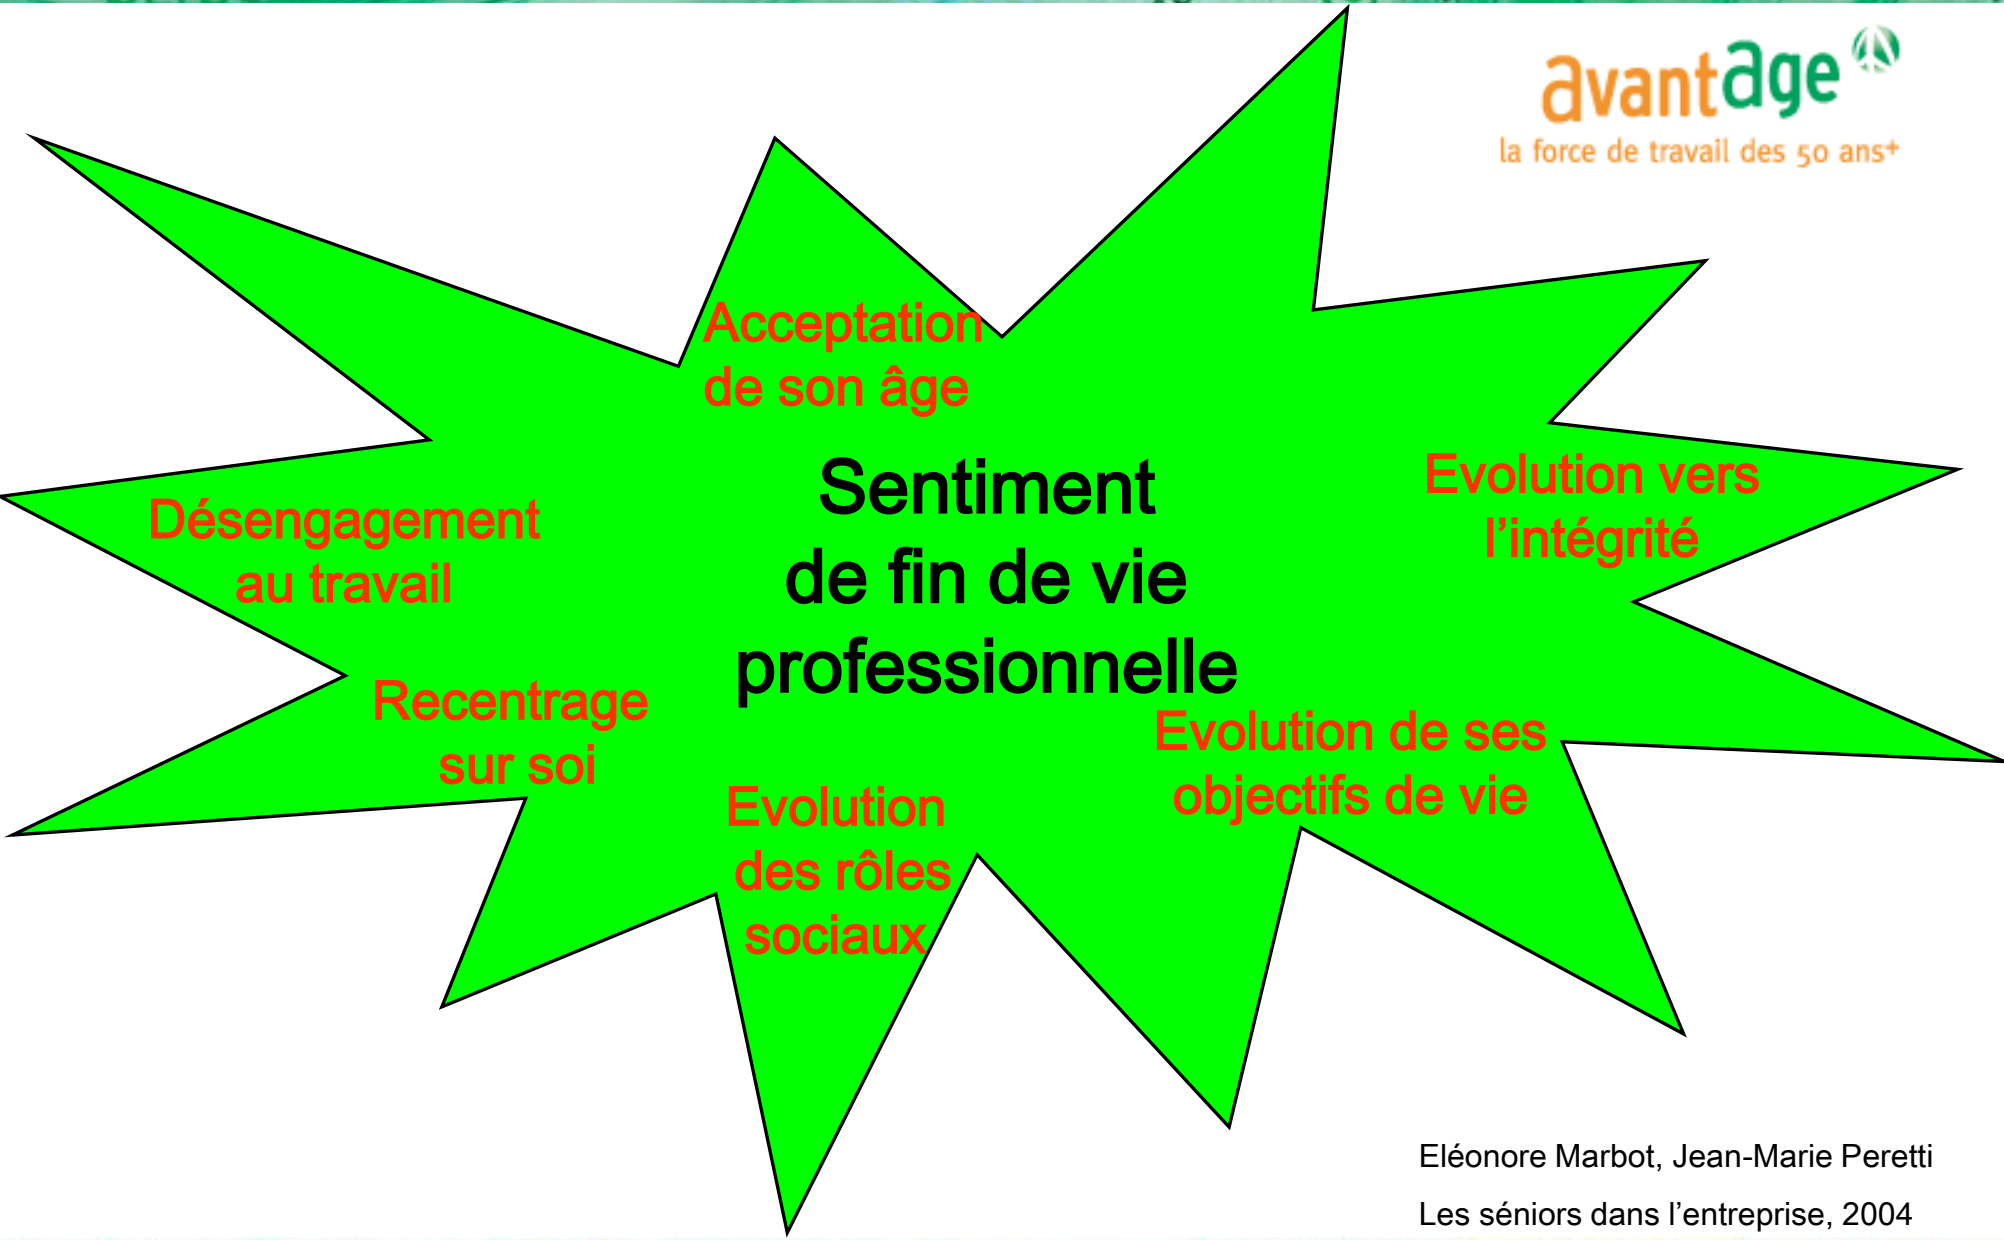 avantage
la force de travail des 50 ans+
Acceptation
de son âge
Sentiment
de fin de vie
professionnelle
Evolution vers
l’intégrité
Désengagement
au travail
Recentrage
sur soi
Evolution de ses
objectifs de vie
Evolution
des rôles
sociaux
Eléonore Marbot, Jean-Marie Peretti
Les séniors dans l’entreprise, 2004